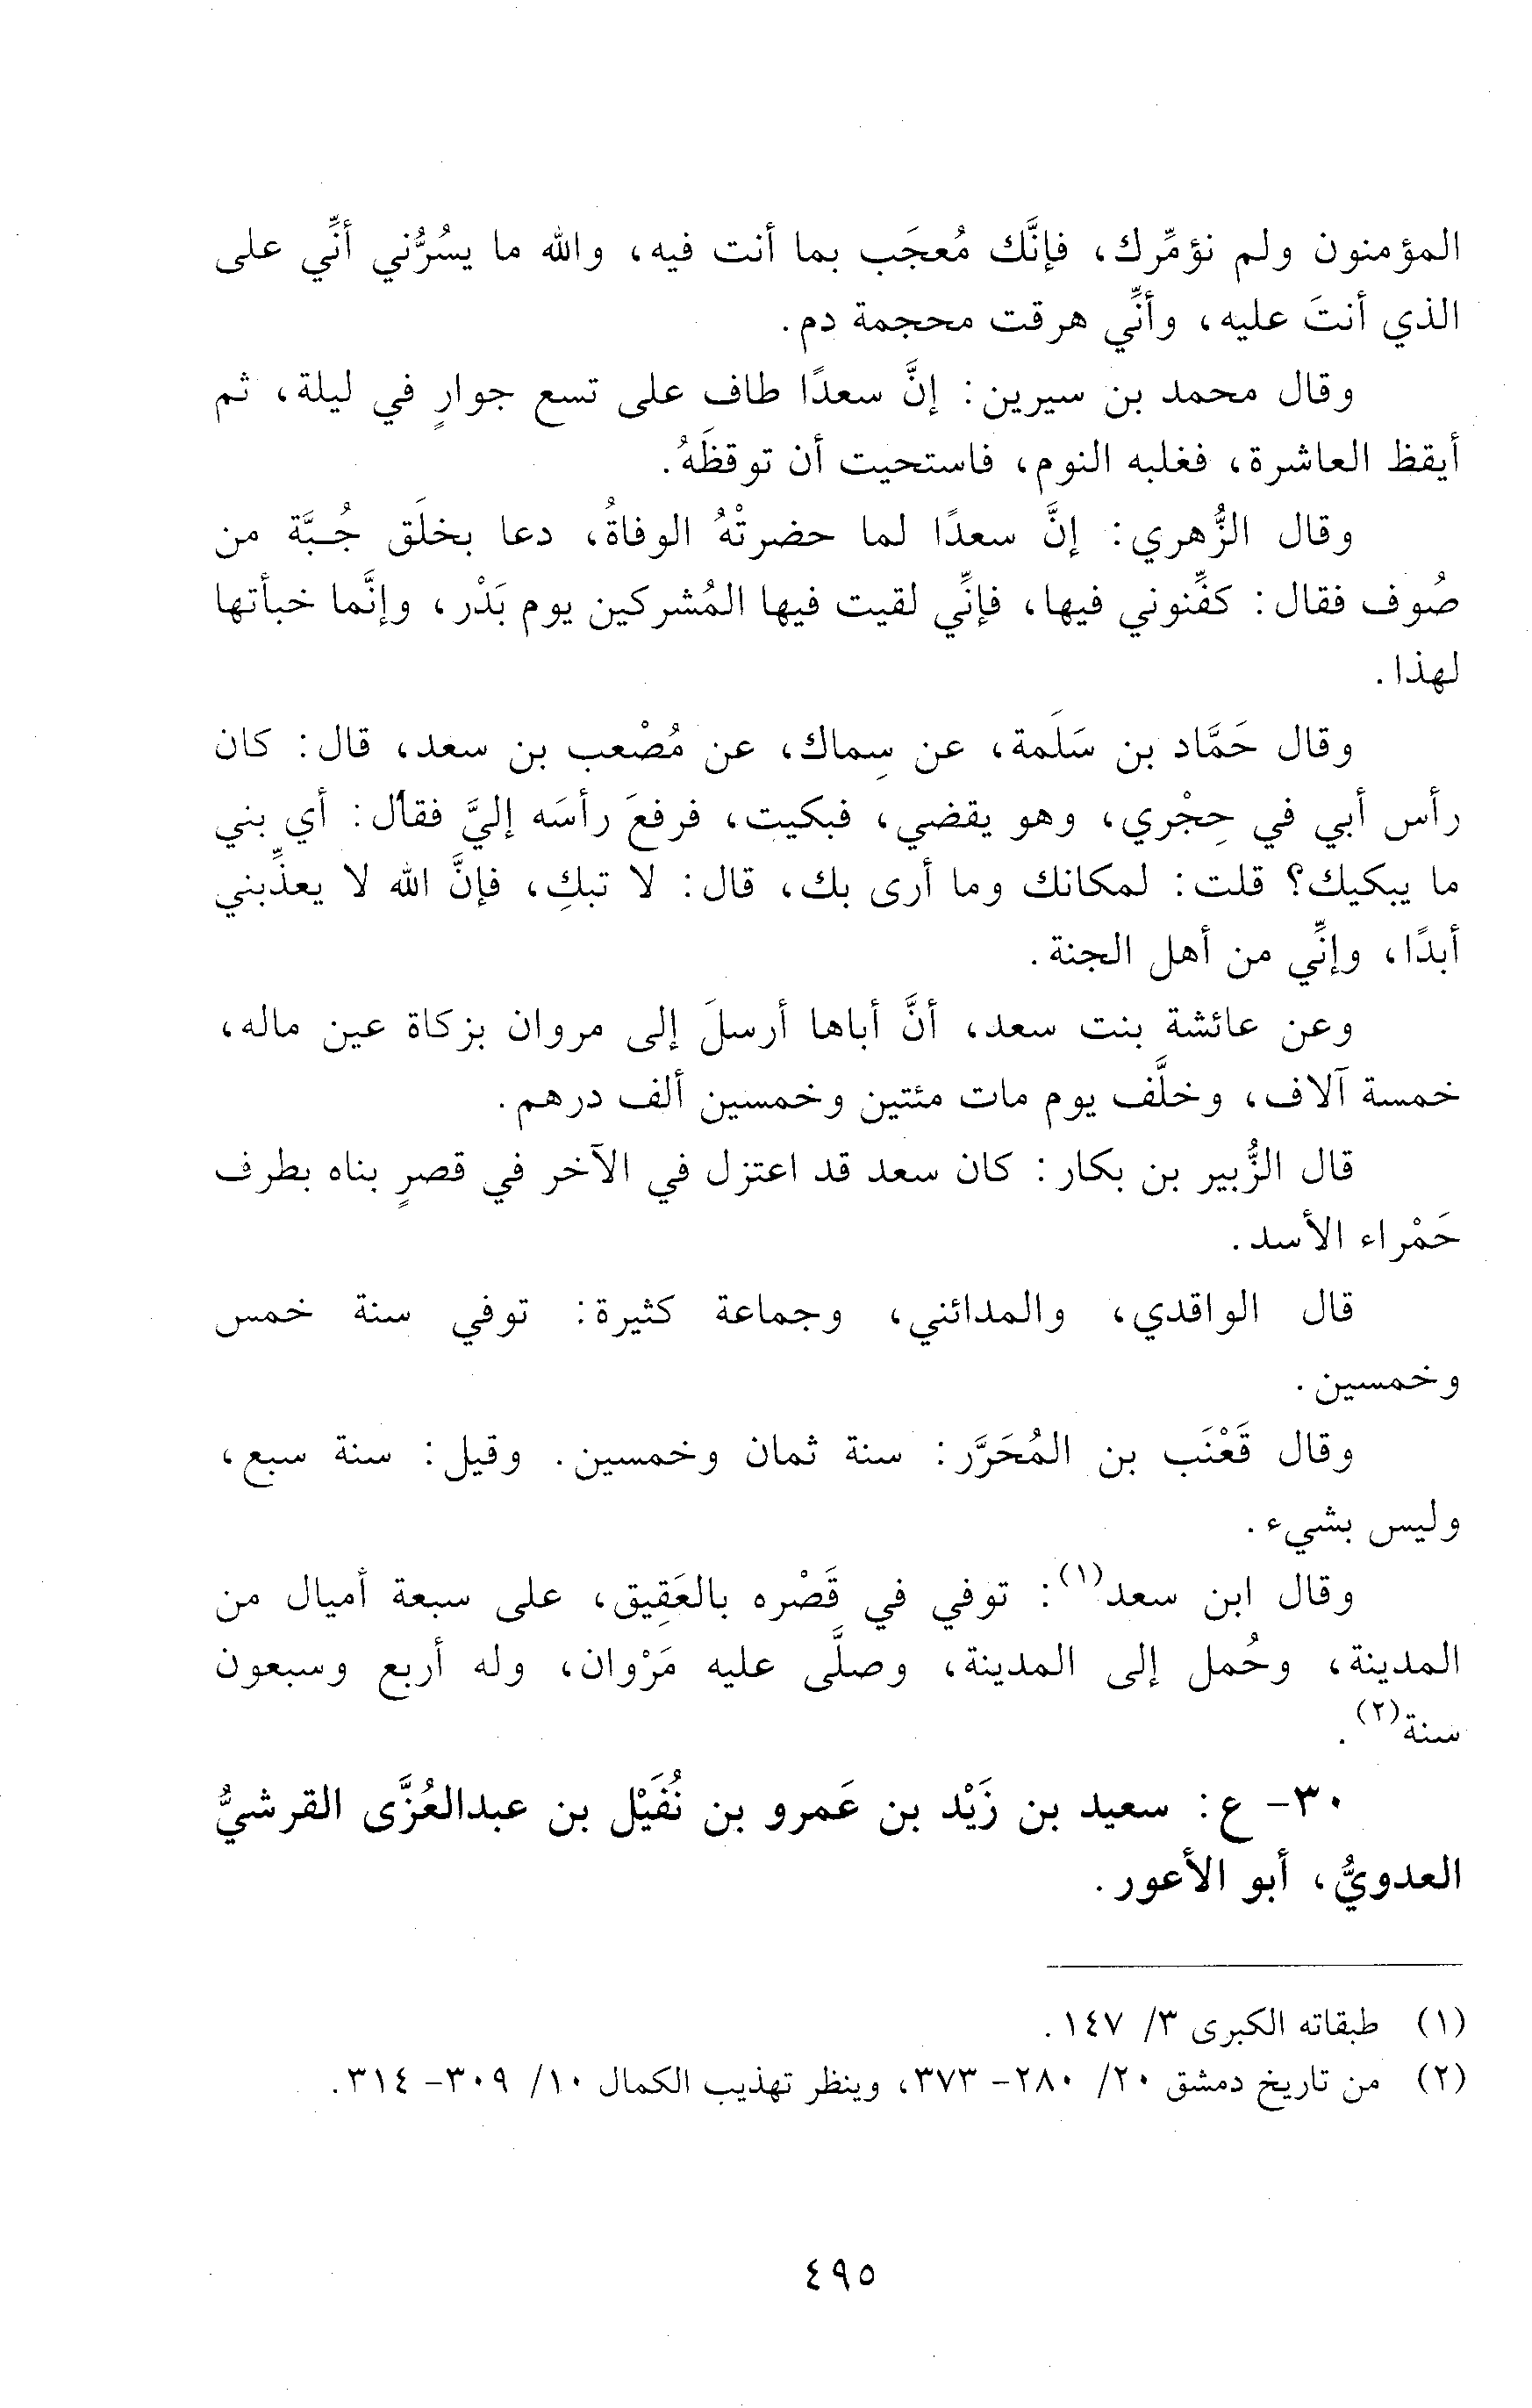 المؤمنون ولم نؤمِّرك، فإنَّك مُعجَب بما أنت فيه، والله ما يسُرُّني أنِّي على
الذي أنتَ عليه، وأنِّي هرقت محجمة دم.
وقال محمد بن سيرين: إنَّ سعدًا طاف على تسع جوارٍ في ليلة، ثم
أيقظ العاشرة، فغلبه النوم، فاستحيت أن توقظَهُ.
وقال الزُّهري: إنَّ سعدًا لما حضرتْهُ الوفاةُ، دعا بخلَق جُبَّة من
صُوف فقال: كفِّنوني فيها، فإنِّي لقيت فيها المُشركين يوم بَدْر، وإنَّما خبأتها
لهذا.
وقال حَمَّاد بن سَلَمة، عن سِماك، عن مُصْعب بن سعد، قال: كان
رأس أبي في حِجْري، وهو يقضي، فبكيت، فرفعَ رأسَه إليَّ فقال: أي بني
ما يبكيك؟ قلت: لمكانك وما أرى بك، قال: لا تبكِ، فإنَّ الله لا يعذِّبني
أبدًا، وإنِّي من أهل الجنة.
وعن عائشة بنت سعد، أنَّ أباها أرسلَ إلى مروان بزكاة عين ماله،
خمسة آلاف، وخلَّف يوم مات مئتين وخمسين ألف درهم.
قال الزُّبير بن بكار: كان سعد قد اعتزل في الآخر في قصرٍ بناه بطرف
حَمْراء الأسد.
قال الواقدي، والمدائني، وجماعة كثيرة: توفي سنة خمس
وخمسين.
وقال قَعْنَب بن المُحَرَّر: سنة ثمان وخمسين. وقيل: سنة سبع،
وليس بشيء.
وقال ابن سعد(١): توفي في قَصْره بالعَقِيق، على سبعة أميال من
المدينة، وحُمل إلى المدينة، وصلَّى عليه مَرْوان، وله أربع وسبعون
سنة(٢).
٣٠- ع: سعيد بن زَيْد بن عَمرو بن نُفَيْل بن عبدالعُزَّى القرشيُّ
العدويُّ، أبو الأعور.
(١) طبقاته الكبرى ٣/ ١٤٧.
(٢) من تاريخ دمشق ٢٠/ ٢٨٠- ٣٧٣، وينظر تهذيب الكمال ١٠/ ٣٠٩- ٣١٤.
٤٩٥